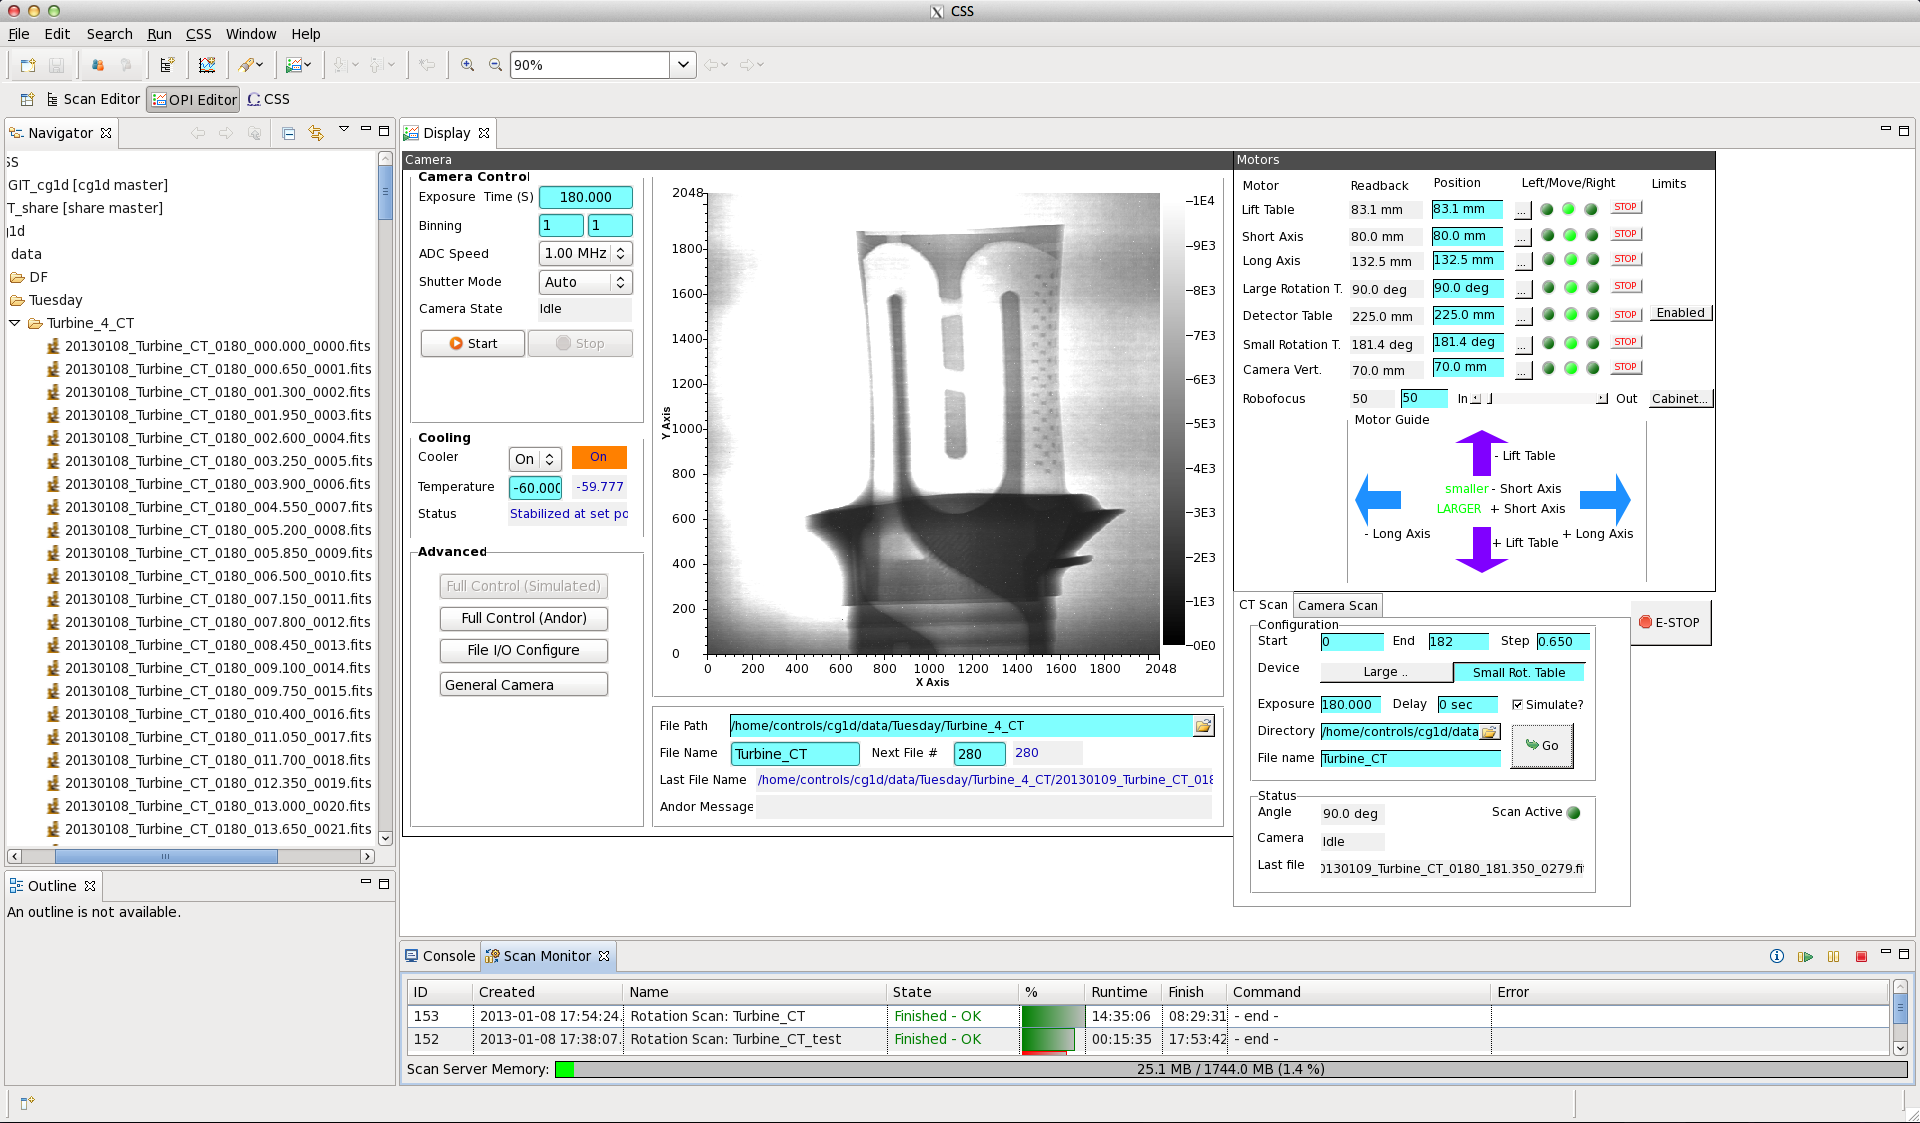 CSS
File Edit Search Run CSS Window Help
90%
Scan Editor OPI Editor CSS
Navigator
SS
GIT_cg1d [cg1d master]
T_share [share master]
g1d
data
DF
Tuesday
Turbine_4_CT
20130108_Turbine_CT_0180_000.000_0000.fits
20130108_Turbine_CT_0180_000.650_0001.fits
20130108_Turbine_CT_0180_001.300_0002.fits
20130108_Turbine_CT_0180_001.950_0003.fits
20130108_Turbine_CT_0180_002.600_0004.fits
20130108_Turbine_CT_0180_003.250_0005.fits
20130108_Turbine_CT_0180_003.900_0006.fits
20130108_Turbine_CT_0180_004.550_0007.fits
20130108_Turbine_CT_0180_005.200_0008.fits
20130108_Turbine_CT_0180_005.850_0009.fits
20130108_Turbine_CT_0180_006.500_0010.fits
20130108_Turbine_CT_0180_007.150_0011.fits
20130108_Turbine_CT_0180_007.800_0012.fits
20130108_Turbine_CT_0180_008.450_0013.fits
20130108_Turbine_CT_0180_009.100_0014.fits
20130108_Turbine_CT_0180_009.750_0015.fits
20130108_Turbine_CT_0180_010.400_0016.fits
20130108_Turbine_CT_0180_011.050_0017.fits
20130108_Turbine_CT_0180_011.700_0018.fits
20130108_Turbine_CT_0180_012.350_0019.fits
20130108_Turbine_CT_0180_013.000_0020.fits
20130108_Turbine_CT_0180_013.650_0021.fits
Outline
An outline is not available.
Display
Camera
Camera Control
Exposure Time (S) 180.000
Binning 1 1
ADC Speed 1.00 MHz
Shutter Mode Auto
Camera State Idle
Start Stop
Cooling
Cooler On On
Temperature -60.000 -59.777
Status Stabilized at set po
Advanced
Full Control (Simulated)
Full Control (Andor)
File I/O Configure
General Camera
2048
1800
1600
1400
1200
1000
800
600
400
200
0
Y Axis
0 200 400 600 800 1000 1200 1400 1600 1800 2048
X Axis
1E4
9E3
8E3
7E3
6E3
5E3
4E3
3E3
2E3
1E3
0E0
File Path /home/controls/cg1d/data/Tuesday/Turbine_4_CT
File Name Turbine_CT Next File # 280 280
Last File Name /home/controls/cg1d/data/Tuesday/Turbine_4_CT/20130109_Turbine_CT_018
Andor Message
Motors
Motor Readback Position Left/Move/Right Limits
Lift Table 83.1 mm 83.1 mm ... STOP
Short Axis 80.0 mm 80.0 mm ... STOP
Long Axis 132.5 mm 132.5 mm ... STOP
Large Rotation T. 90.0 deg 90.0 deg ... STOP
Detector Table 225.0 mm 225.0 mm ... STOP Enabled
Small Rotation T. 181.4 deg 181.4 deg ... STOP
Camera Vert. 70.0 mm 70.0 mm ... STOP
Robofocus 50 50 In Out Cabinet...
Motor Guide
- Lift Table
smaller - Short Axis
LARGER + Short Axis
- Long Axis + Lift Table + Long Axis
CT Scan Camera Scan
E-STOP
Configuration
Start 0 End 182 Step 0.650
Device Large .. Small Rot. Table
Exposure 180.000 Delay 0 sec Simulate?
Directory /home/controls/cg1d/data
Go
File name Turbine_CT
Status
Angle 90.0 deg Scan Active
Camera Idle
Last file 0130109_Turbine_CT_0180_181.350_0279.fi
Console Scan Monitor
ID Created Name State % Runtime Finish Command Error
153 2013-01-08 17:54:24. Rotation Scan: Turbine_CT Finished - OK 14:35:06 08:29:31 - end -
152 2013-01-08 17:38:07. Rotation Scan: Turbine_CT_test Finished - OK 00:15:35 17:53:42 - end -
Scan Server Memory: 25.1 MB / 1744.0 MB (1.4 %)